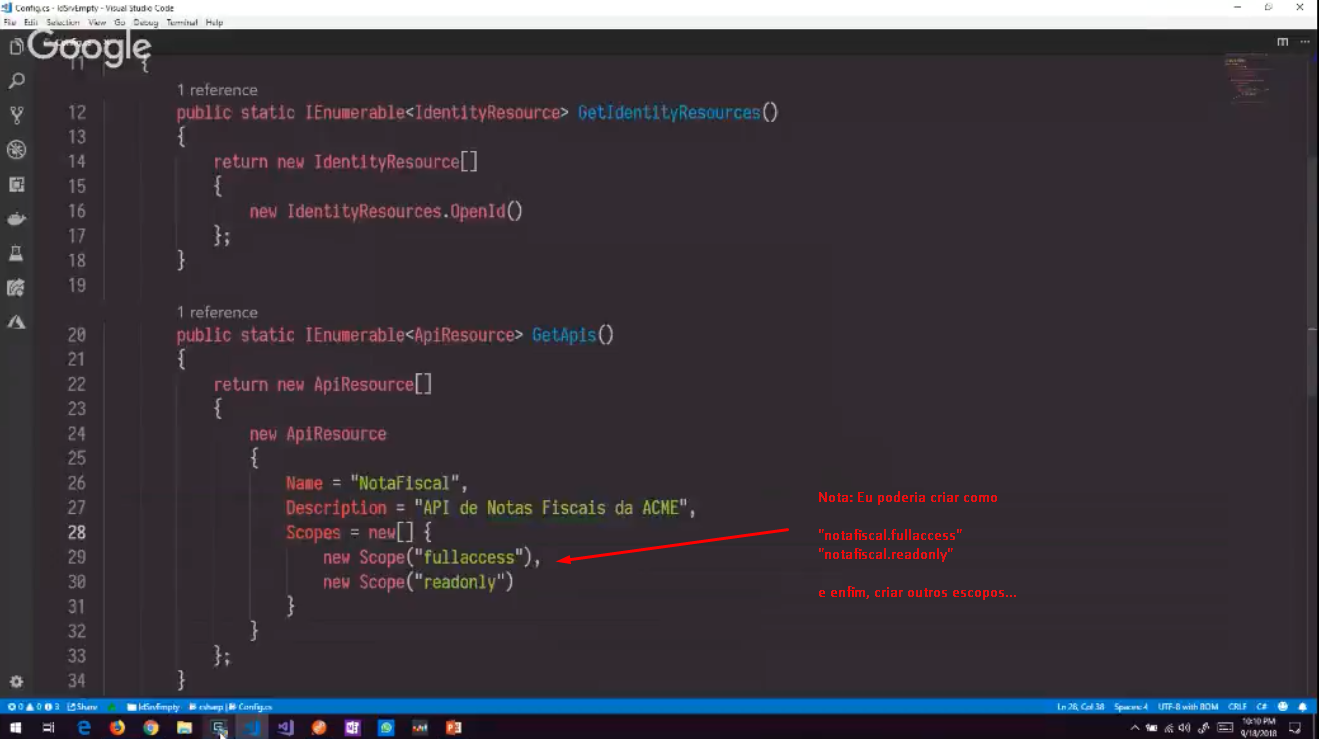 Config.cs - IdSrvEmpty - Visual Studio Code
File Edit Selection View Go Debug Terminal Help
Google
11 {
1 reference
12 public static IEnumerable<IdentityResource> GetIdentityResources()
13 {
14 return new IdentityResource[]
15 {
16 new IdentityResources.OpenId()
17 };
18 }
19
1 reference
20 public static IEnumerable<ApiResource> GetApis()
21 {
22 return new ApiResource[]
23 {
24 new ApiResource
25 {
26 Name = "NotaFiscal",
27 Description = "API de Notas Fiscais da ACME",
28 Scopes = new[] {
29 new Scope("fullaccess"),
30 new Scope("readonly")
31 }
32 }
33 };
34 }
Nota: Eu poderia criar como
"notafiscal.fullaccess"
"notafiscal.readonly"
e enfim, criar outros escopos...
0 0 3 Share IdSrvEmpty csharp | Config.cs Ln 28, Col 38 Spaces: 4 UTF-8 with BOM CRLF C#
10:10 PM
9/18/2018